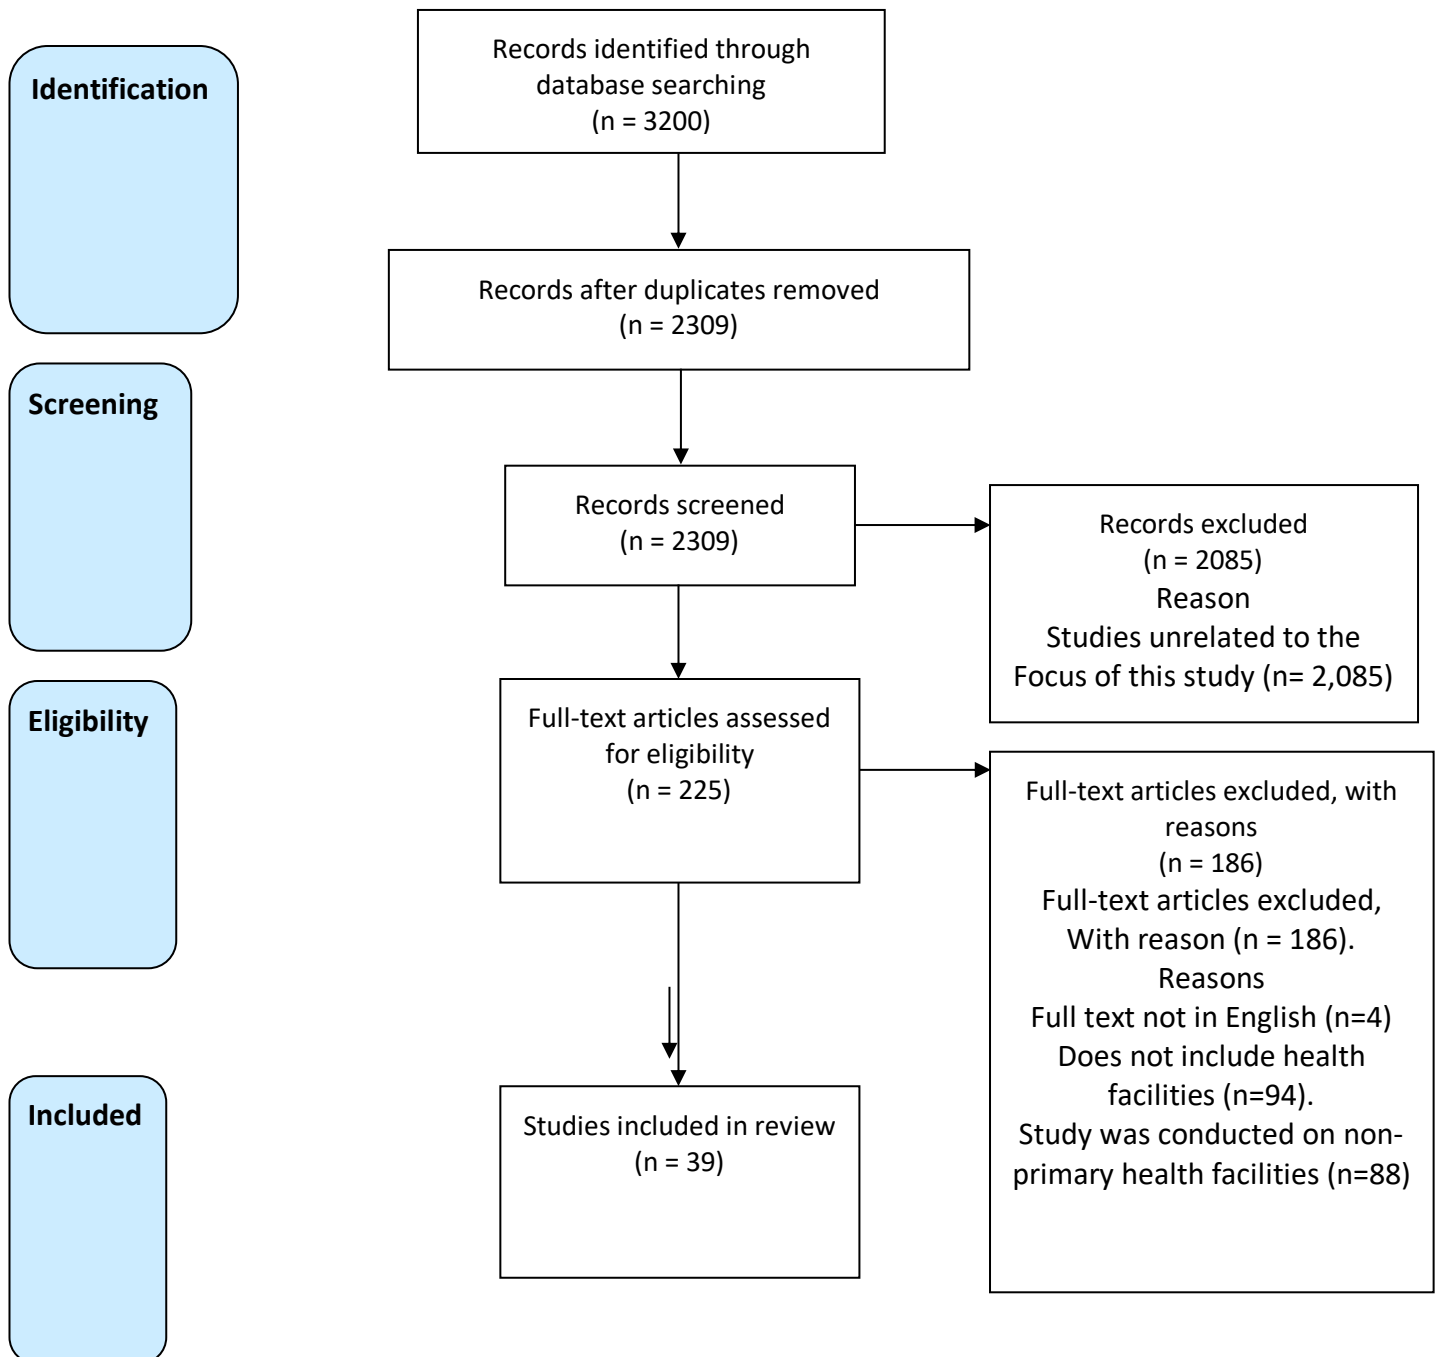 Identification
Records identified through
database searching
(n = 3200)
Records after duplicates removed
(n = 2309)
Screening
Records screened
(n = 2309)
Records excluded
(n = 2085)
Reason
Studies unrelated to the
Focus of this study (n= 2,085)
Eligibility
Full-text articles assessed
for eligibility
(n = 225)
Full-text articles excluded, with
reasons
(n = 186)
Full-text articles excluded,
With reason (n = 186).
Reasons
Full text not in English (n=4)
Does not include health
facilities (n=94).
Study was conducted on non-
primary health facilities (n=88)
Included
Studies included in review
(n = 39)